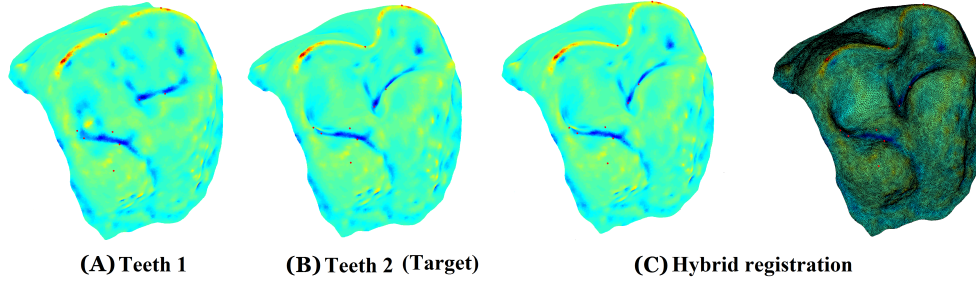 (A) Teeth 1
(B) Teeth 2 (Target)
(C) Hybrid registration